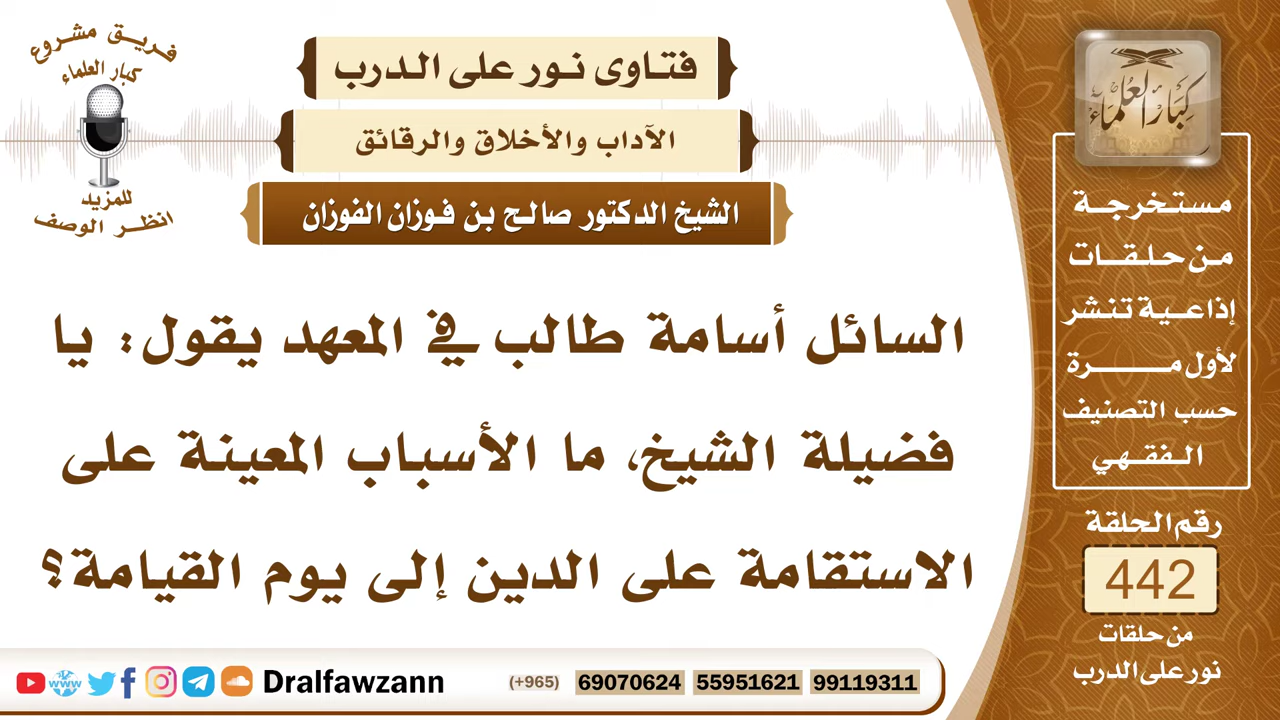 فريق مشروع
كبار العلماء
للمزيد
انظر الوصف
فتاوى نور على الدرب
الآداب والأخلاق والرقائق
الشيخ الدكتور صالح بن فوزان الفوزان
السائل أسامة طالب في المعهد يقول: يا
فضيلة الشيخ، ما الأسباب المعينة على
الاستقامة على الدين إلى يوم القيامة؟
كبار العلماء
مستخرجة
من حلقات
إذاعية تنشر
لأول مرة
حسب التصنيف
الفقهي
رقم الحلقة
442
من حلقات
نور على الدرب
www
Dralfawzann
(+965) 69070624 55951621 99119311